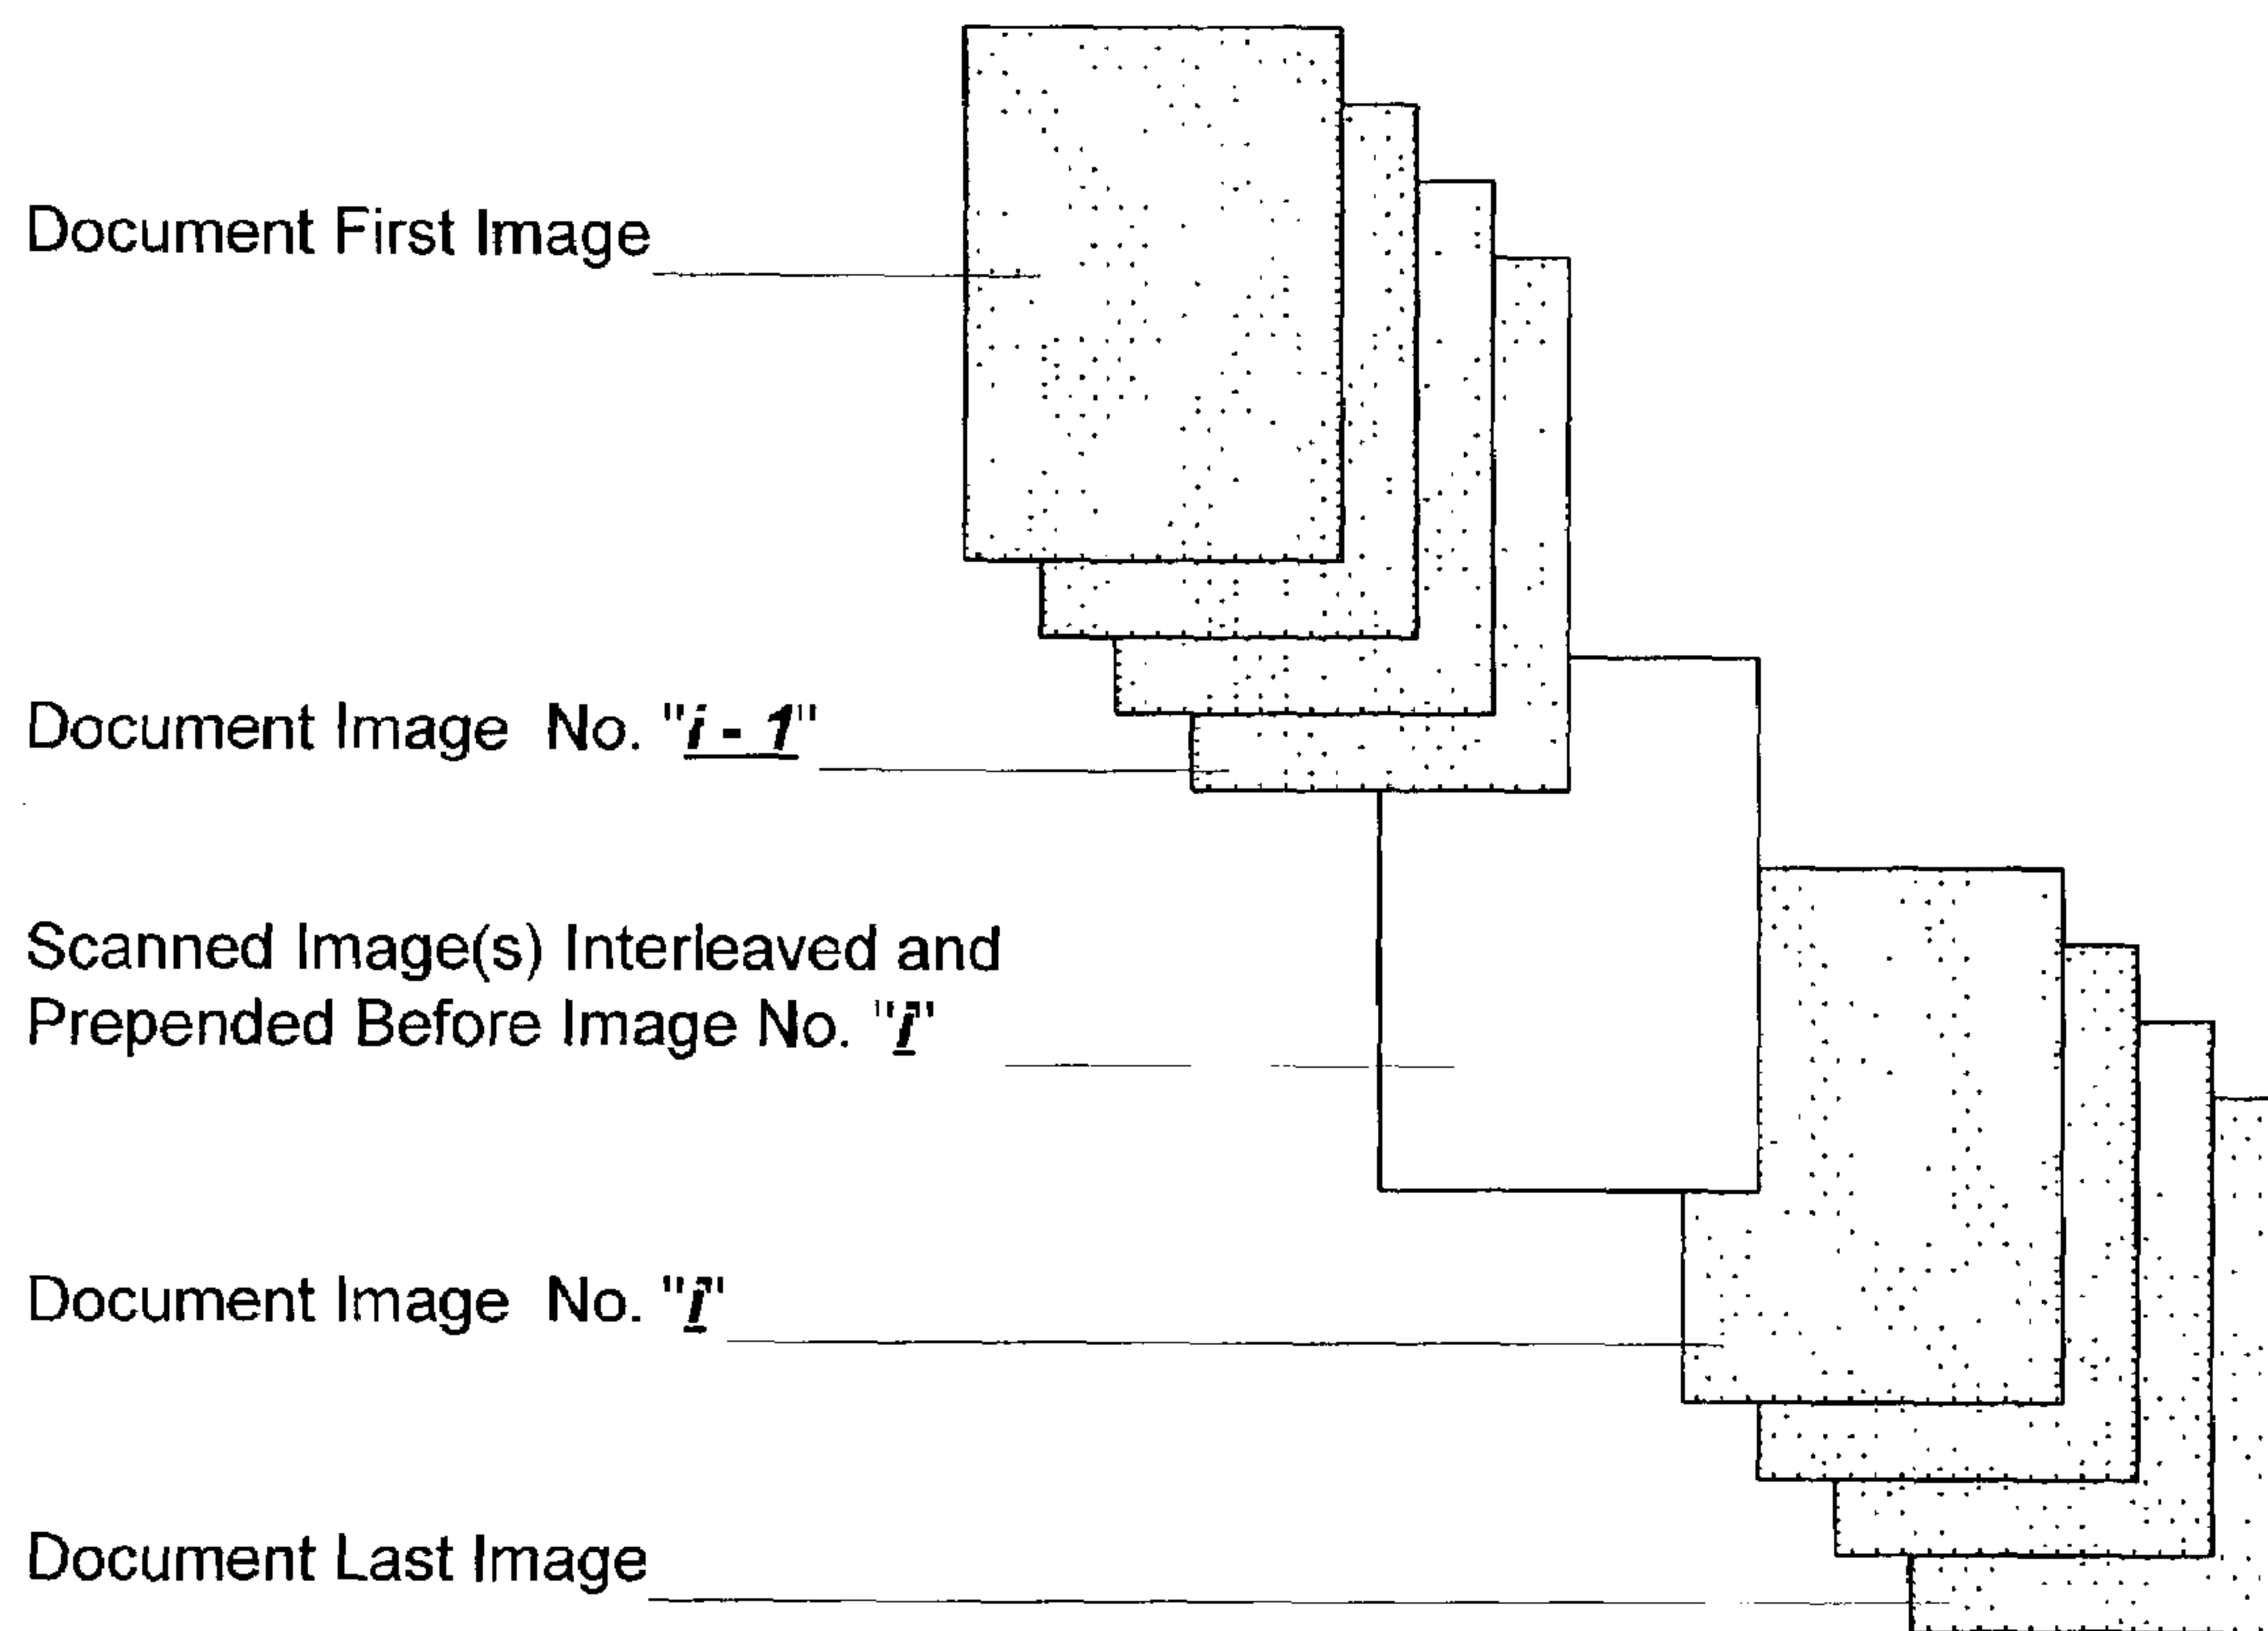 Document First Image
Document Image No. "i - 1"
Scanned Image(s) Interleaved and
Prepended Before Image No. "i"
Document Image No. "i"
Document Last Image